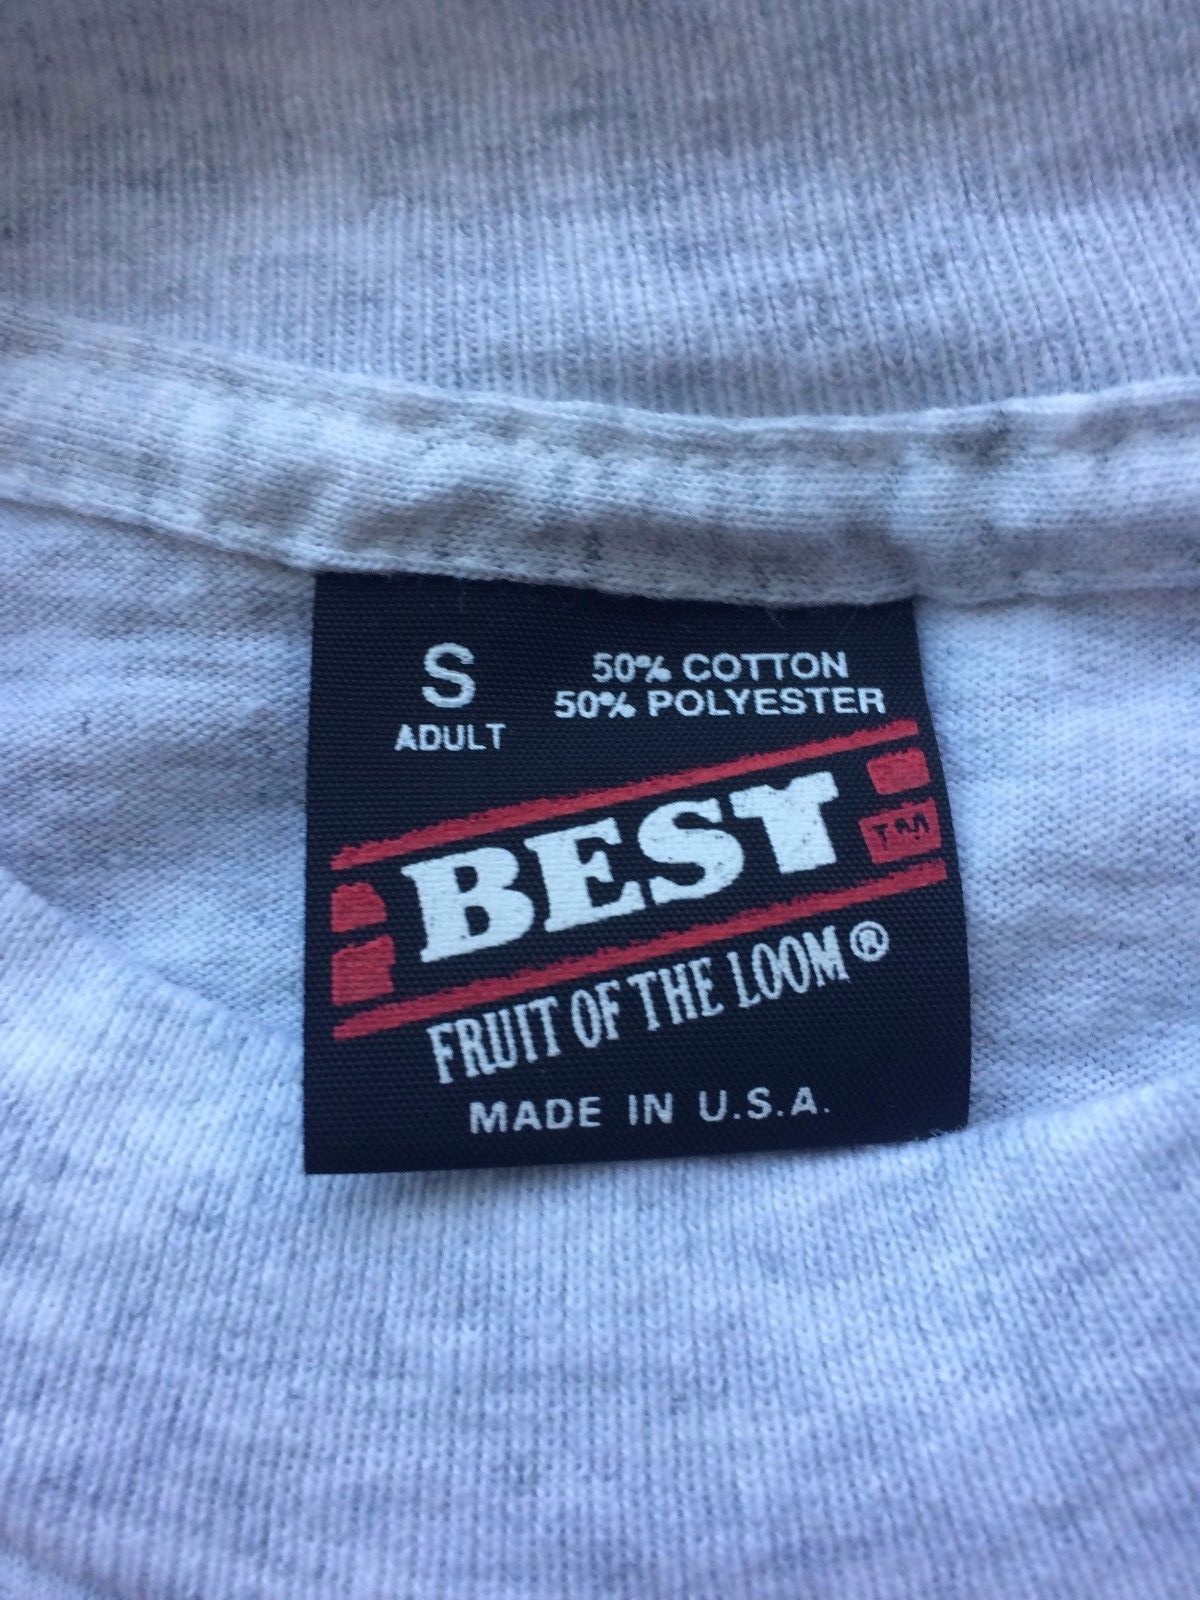 S
ADULT
50% COTTON
50% POLYESTER
BEST
TM
FRUIT OF THE LOOM®
MADE IN U.S.A.